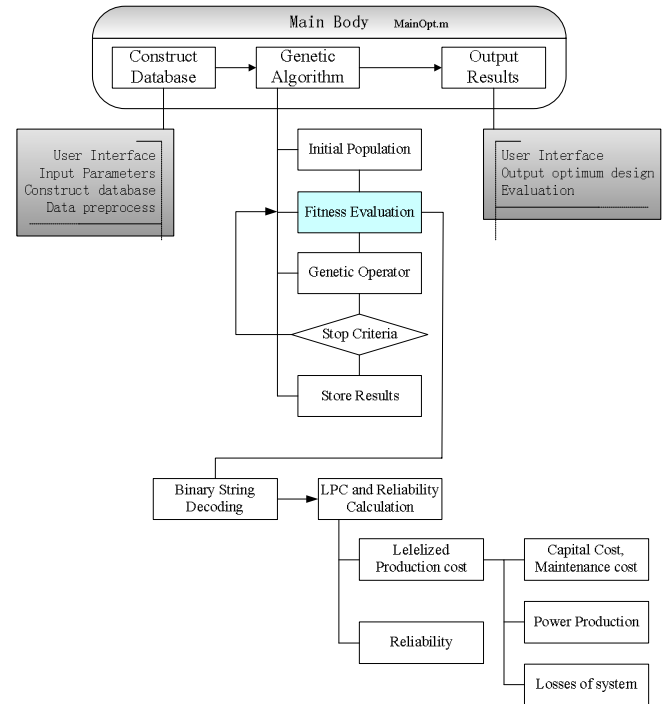 Main Body MainOpt.m
Construct
Database
Genetic
Algorithm
Output
Results
User Interface
Input Parameters
Construct database
Data preprocess
User Interface
Output optimum design
Evaluation
Initial Population
Fitness Evaluation
Genetic Operator
Stop Criteria
Store Results
Binary String
Decoding
LPC and Reliability
Calculation
Lelelized
Production cost
Capital Cost,
Maintenance cost
Power Production
Reliability
Losses of system